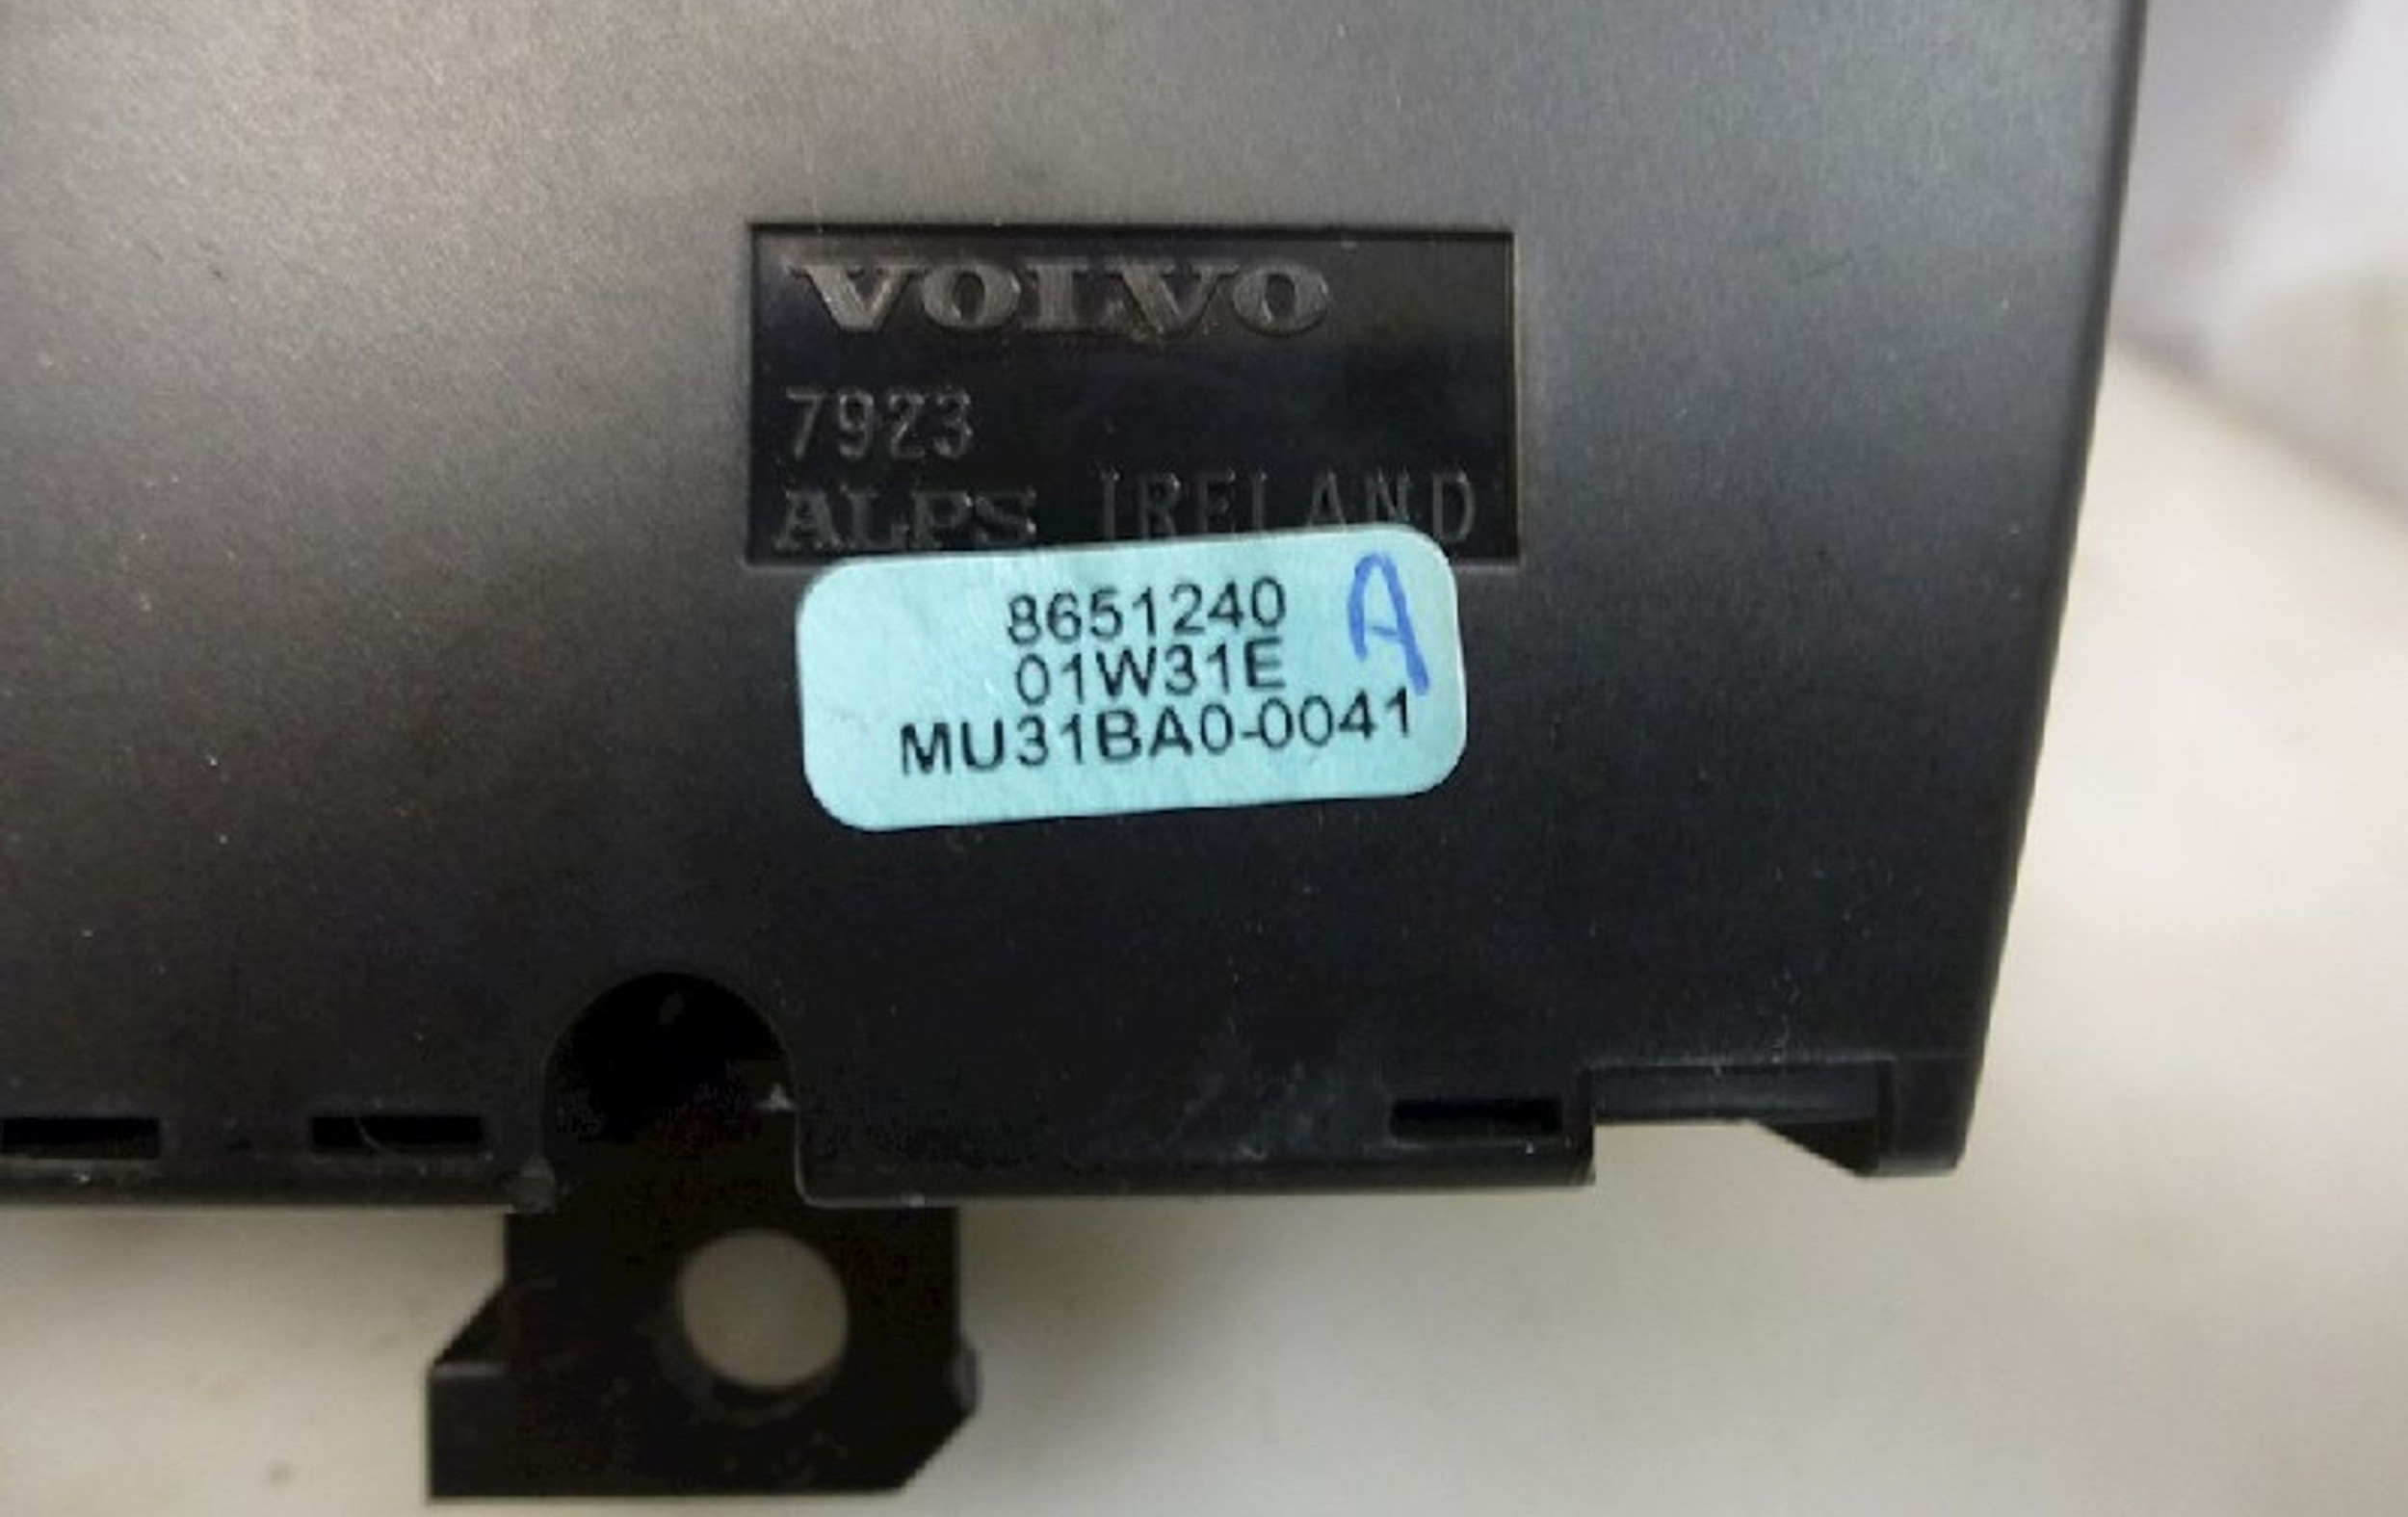 VOLVO
7923
ALPS IRELAND
8651240 A
01W31E
MU31BA0-0041